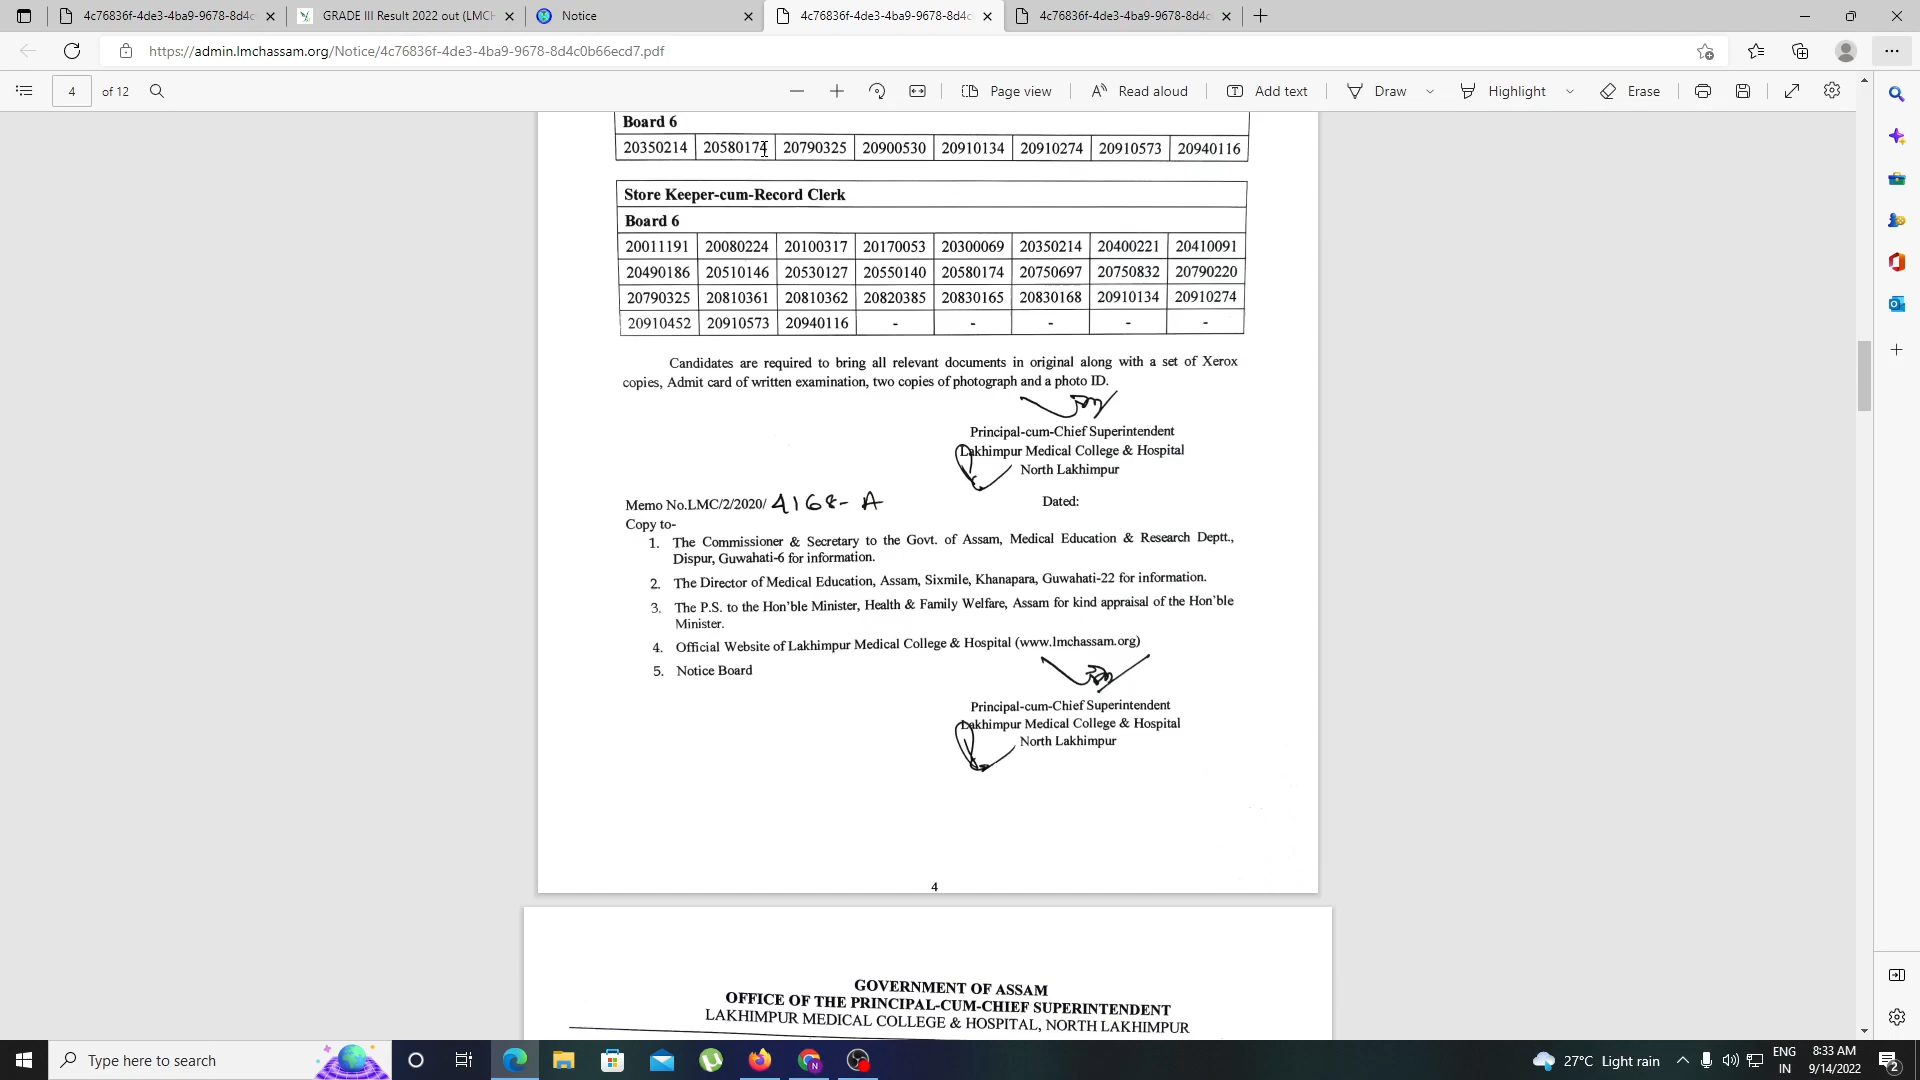 4c76836f-4de3-4ba9-9678-8d4c
GRADE III Result 2022 out (LMCH
Notice
4c76836f-4de3-4ba9-9678-8d4c
4c76836f-4de3-4ba9-9678-8d4c
https://admin.lmchassam.org/Notice/4c76836f-4de3-4ba9-9678-8d4c0b66ecd7.pdf
4 of 12 Page view Read aloud Add text Draw Highlight Erase
Board 6
20350214 20580174 20790325 20900530 20910134 20910274 20910573 20940116
Store Keeper-cum-Record Clerk
Board 6
20011191 20080224 20100317 20170053 20300069 20350214 20400221 20410091
20490186 20510146 20530127 20550140 20580174 20750697 20750832 20790220
20790325 20810361 20810362 20820385 20830165 20830168 20910134 20910274
20910452 20910573 20940116 - - - - -
Candidates are required to bring all relevant documents in original along with a set of Xerox
copies, Admit card of written examination, two copies of photograph and a photo ID.
Principal-cum-Chief Superintendent
Lakhimpur Medical College & Hospital
North Lakhimpur
Memo No.LMC/2/2020/ 4168- A Dated:
Copy to-
1. The Commissioner & Secretary to the Govt. of Assam, Medical Education & Research Deptt.,
Dispur, Guwahati-6 for information.
2. The Director of Medical Education, Assam, Sixmile, Khanapara, Guwahati-22 for information.
3. The P.S. to the Hon'ble Minister, Health & Family Welfare, Assam for kind appraisal of the Hon'ble
Minister.
4. Official Website of Lakhimpur Medical College & Hospital (www.lmchassam.org)
5. Notice Board
Principal-cum-Chief Superintendent
Lakhimpur Medical College & Hospital
North Lakhimpur
4
GOVERNMENT OF ASSAM
OFFICE OF THE PRINCIPAL-CUM-CHIEF SUPERINTENDENT
LAKHIMPUR MEDICAL COLLEGE & HOSPITAL, NORTH LAKHIMPUR
Type here to search
27°C Light rain
ENG
IN
8:33 AM
9/14/2022
2